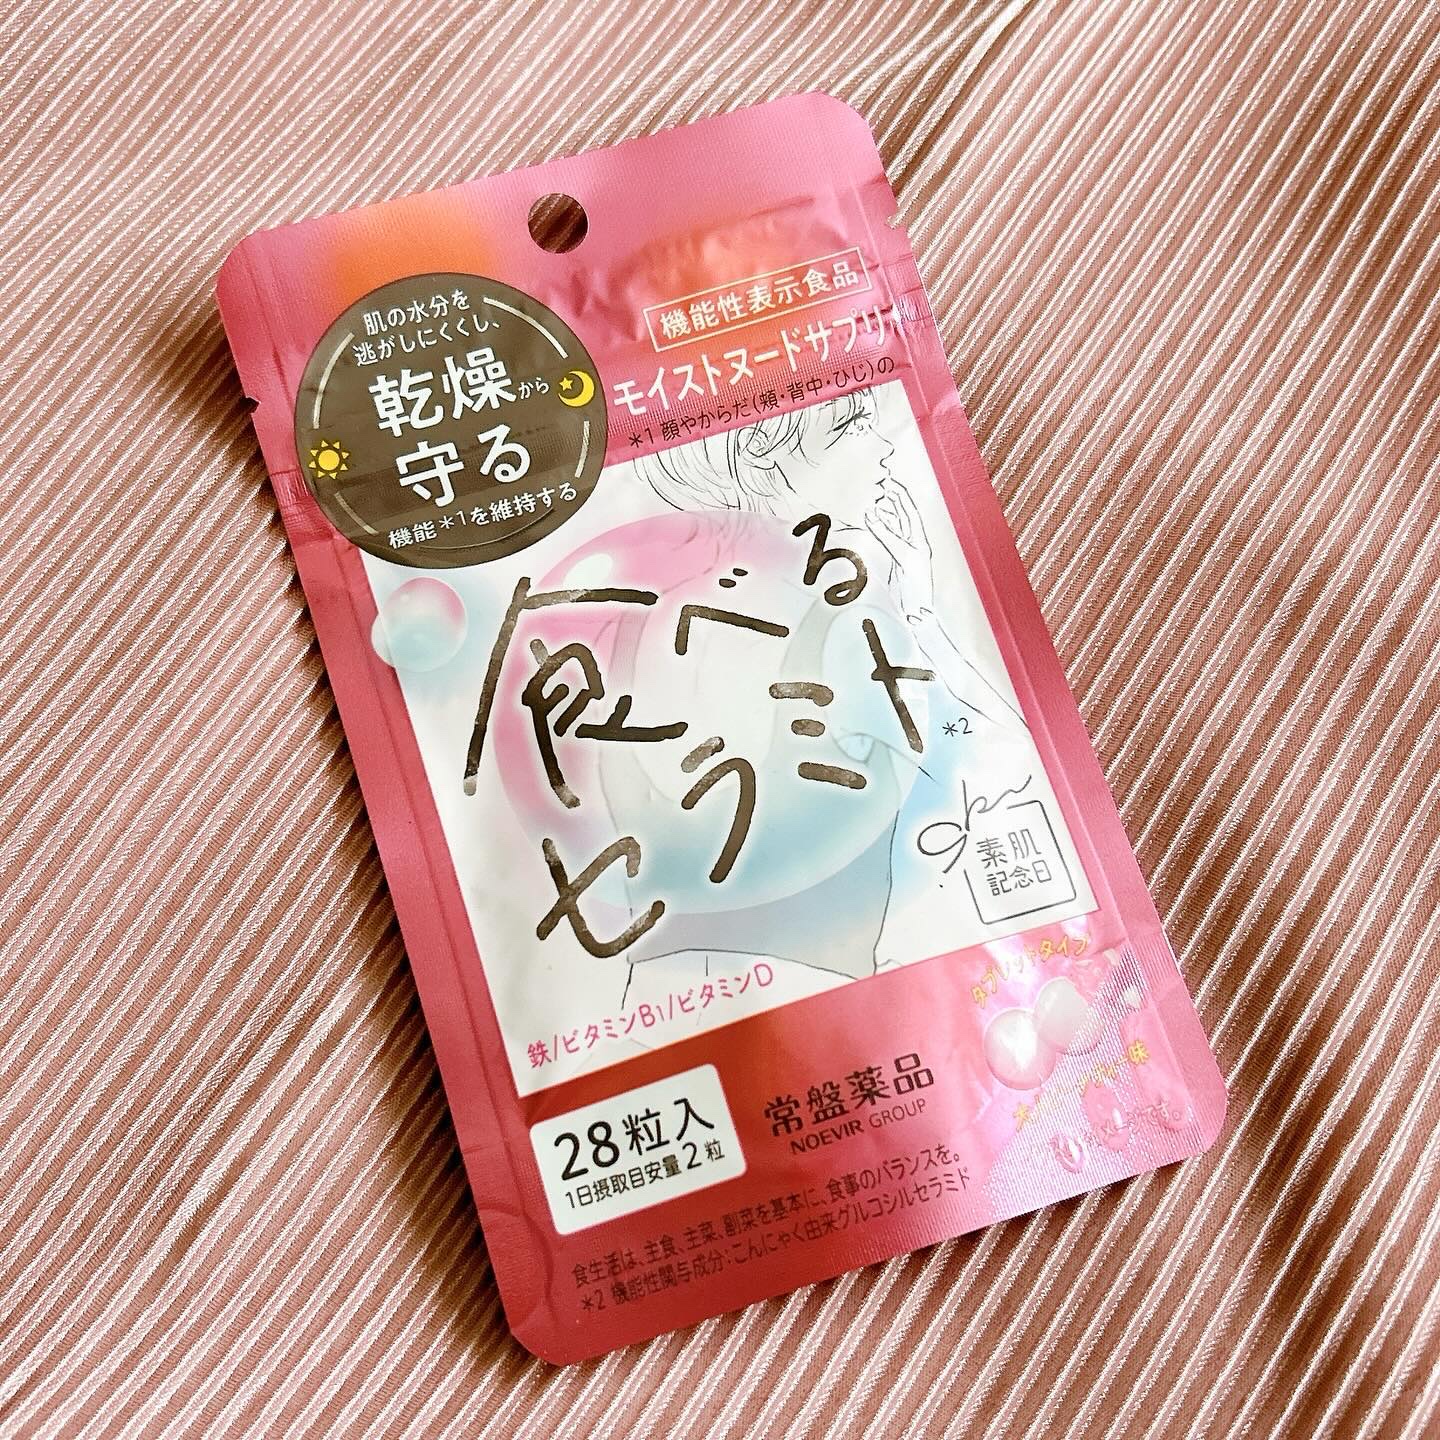 肌の水分を
逃がしにくくし、
乾燥から
守る
機能*1を維持する
機能性表示食品
モイストヌードサプリ
*1 顔やからだ(頬・背中・ひじ)の
食べる
セラミド*2
素肌
記念日
鉄/ビタミンB1/ビタミンD
タブレットタイプ
味
28粒入
1日摂取目安量2粒
常盤薬品
NOEVIR GROUP
食生活は、主食、主菜、副菜を基本に、食事のバランスを。
*2 機能性関与成分:こんにゃく由来グルコシルセラミド